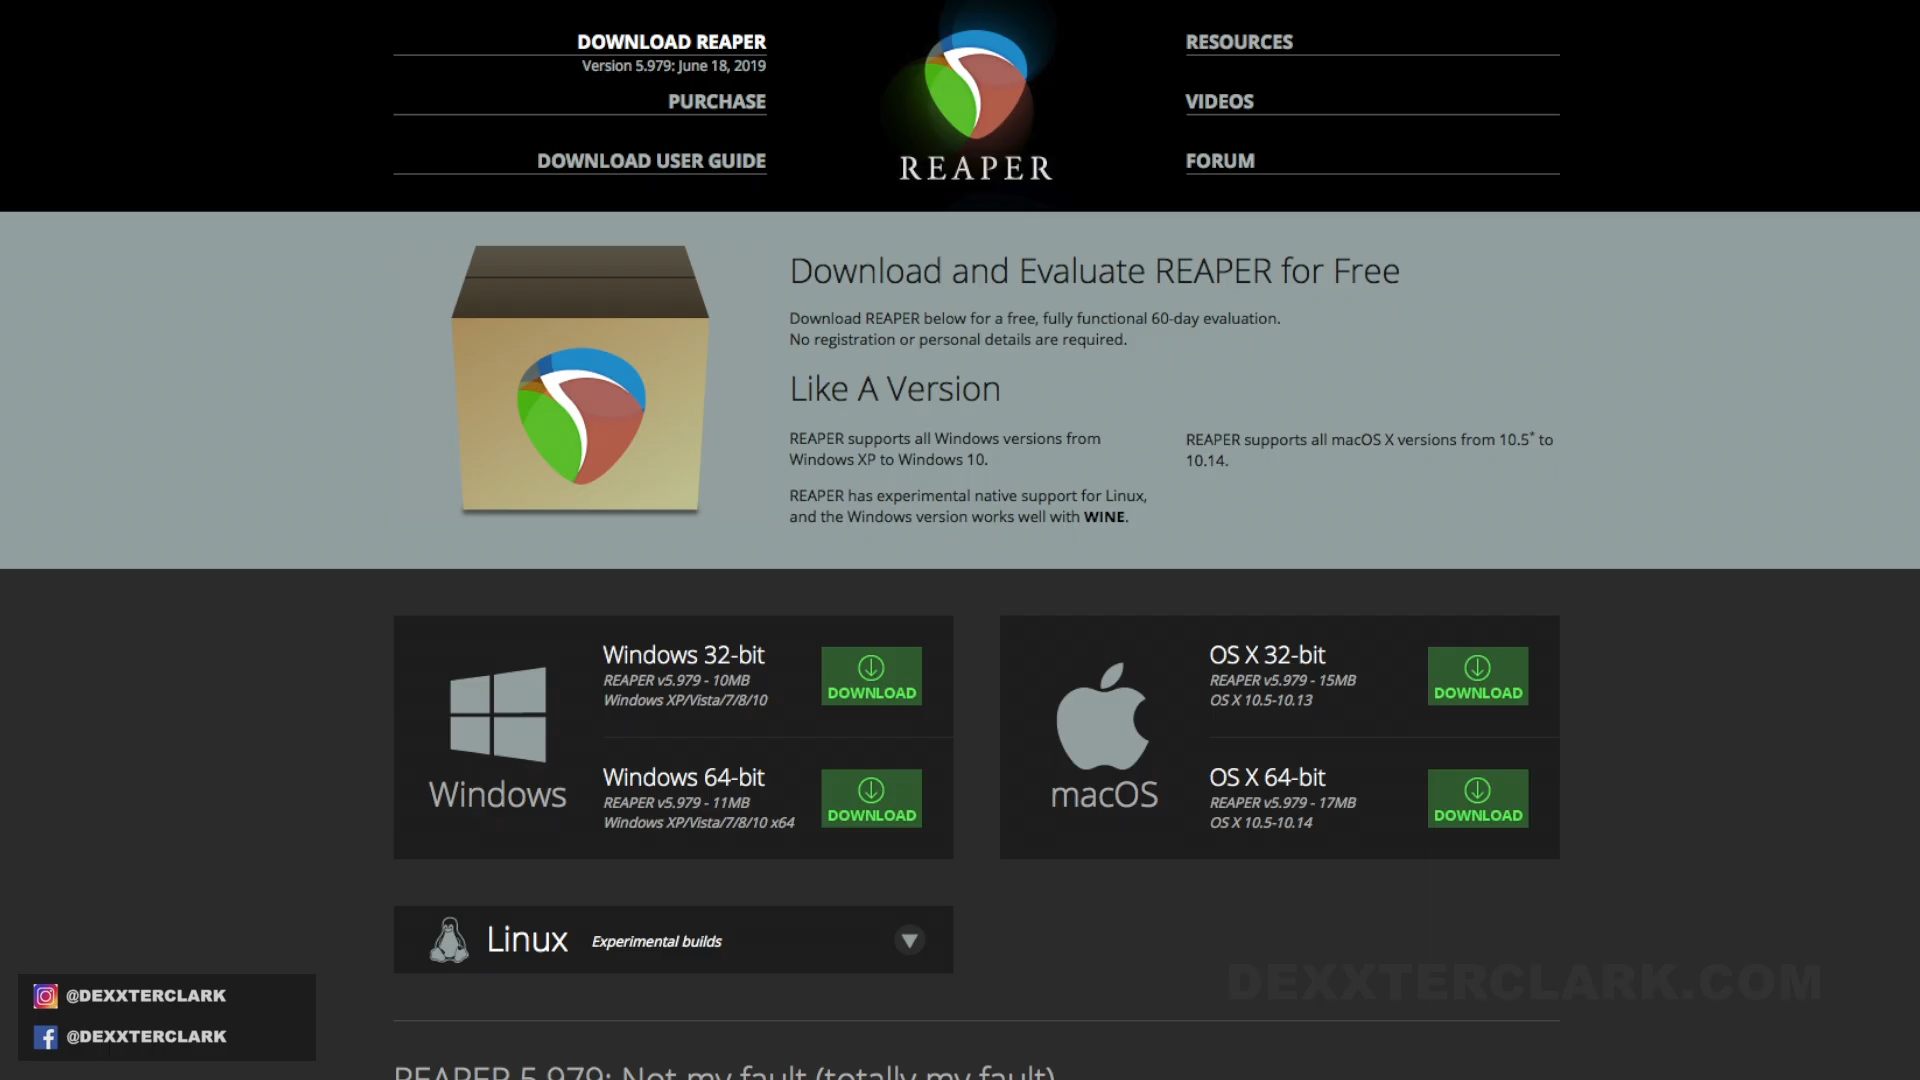 DOWNLOAD REAPER
Version 5.979: June 18, 2019
PURCHASE
DOWNLOAD USER GUIDE
REAPER
RESOURCES
VIDEOS
FORUM
Download and Evaluate REAPER for Free
Download REAPER below for a free, fully functional 60-day evaluation.
No registration or personal details are required.
Like A Version
REAPER supports all Windows versions from
Windows XP to Windows 10.
REAPER has experimental native support for Linux,
and the Windows version works well with WINE.
REAPER supports all macOS X versions from 10.5* to
10.14.
Windows
Windows 32-bit
REAPER v5.979 - 10MB
Windows XP/Vista/7/8/10
DOWNLOAD
Windows 64-bit
REAPER v5.979 - 11MB
Windows XP/Vista/7/8/10 x64
DOWNLOAD
macOS
OS X 32-bit
REAPER v5.979 - 15MB
OS X 10.5-10.13
DOWNLOAD
OS X 64-bit
REAPER v5.979 - 17MB
OS X 10.5-10.14
DOWNLOAD
Linux Experimental builds
@DEXXTERCLARK
@DEXXTERCLARK
DEXXTERCLARK.COM
REAPER 5.979: Not my fault (totally my fault)